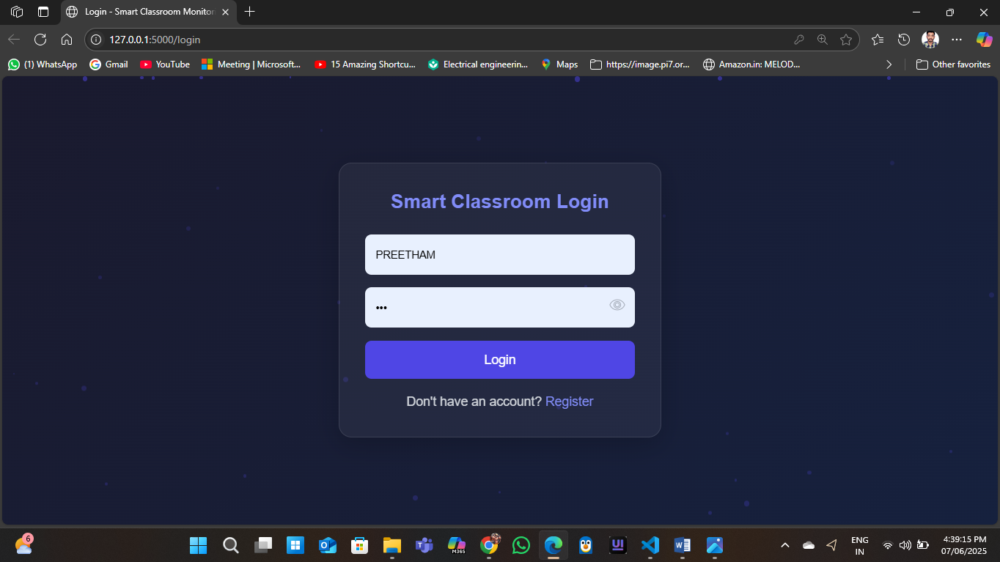 Login - Smart Classroom Monitor
127.0.0.1:5000/login
(1) WhatsApp
Gmail
YouTube
Meeting | Microsoft...
15 Amazing Shortcu...
Electrical engineerin...
Maps
https://image.pi7.or...
Amazon.in: MELOD...
Other favorites
Smart Classroom Login
PREETHAM
•••
Login
Don't have an account? Register
6
M365
UI
ENG
IN
4:39:15 PM
07/06/2025